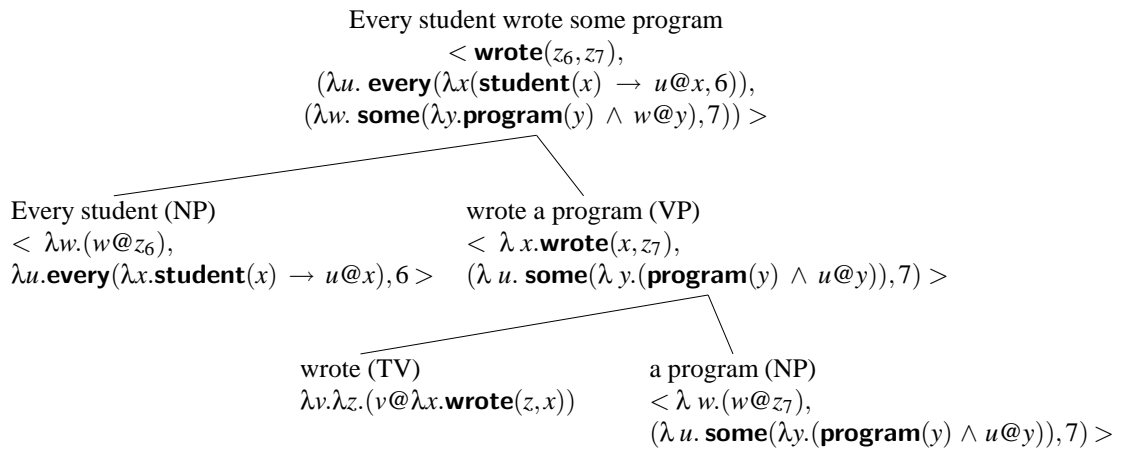 Every student wrote some program
< wrote(z₆, z₇),
(λu. every(λx(student(x) → u@x, 6)),
(λw. some(λy.program(y) ∧ w@y), 7)) >
Every student (NP)
< λw.(w@z₆),
λu.every(λx.student(x) → u@x), 6 >
wrote a program (VP)
< λ x.wrote(x, z₇),
(λ u. some(λ y.(program(y) ∧ u@y)), 7) >
wrote (TV)
λv.λz.(v@λx.wrote(z, x))
a program (NP)
< λ w.(w@z₇),
(λ u. some(λy.(program(y) ∧ u@y)), 7) >